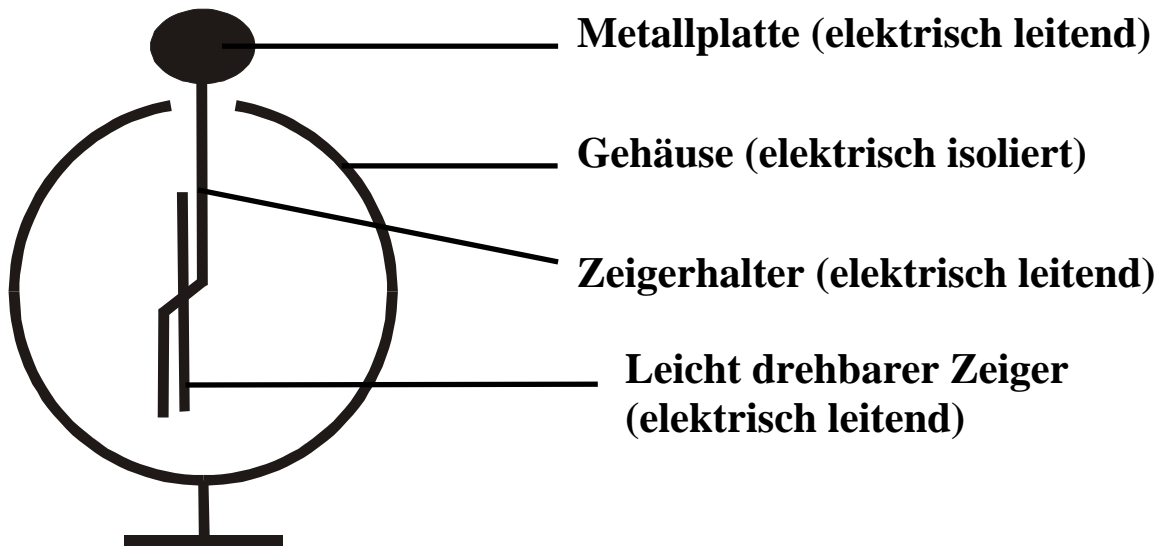 Metallplatte (elektrisch leitend)
Gehäuse (elektrisch isoliert)
Zeigerhalter (elektrisch leitend)
Leicht drehbarer Zeiger
(elektrisch leitend)